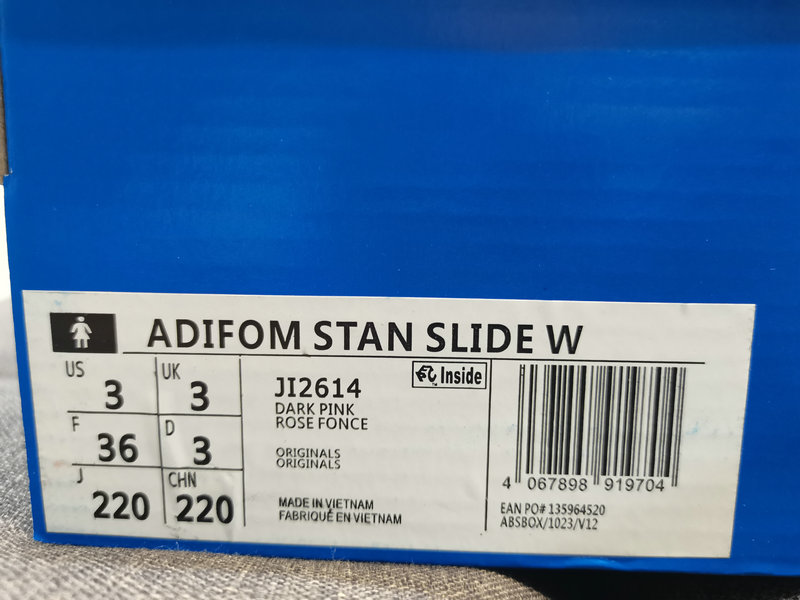 ADIFOM STAN SLIDE W
US 3 UK 3
F 36 D 3
J 220 CHN 220
Inside
JI2614
DARK PINK
ROSE FONCE
ORIGINALS
ORIGINALS
MADE IN VIETNAM
FABRIQUÉ EN VIETNAM
4 067898 919704
EAN PO# 135964520
ABSBOX/1023/V12